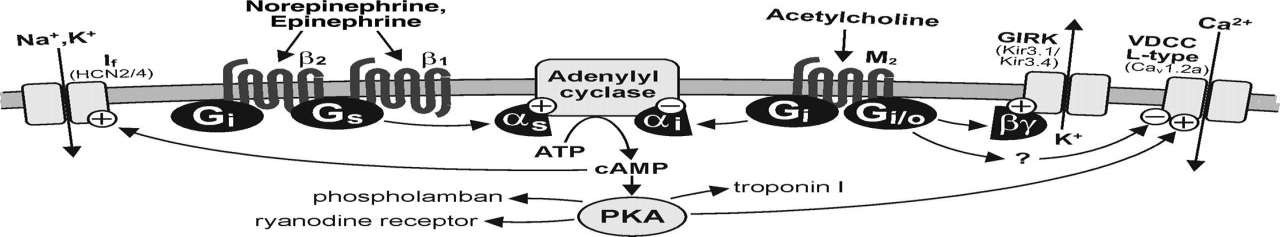 Norepinephrine,
Epinephrine
Acetylcholine
Na⁺,K⁺
I_f
(HCN2/4)
β₂
β₁
Adenylyl
cyclase
M₂
GIRK
(Kir3.1/
Kir3.4)
VDCC
L-type
(Caᵥ1.2a)
Ca²⁺
+
Gi
Gs
+
αs
−
αi
Gi
Gi/o
+
βγ
K⁺
−
+
ATP
?
cAMP
phospholamban
troponin I
ryanodine receptor
PKA